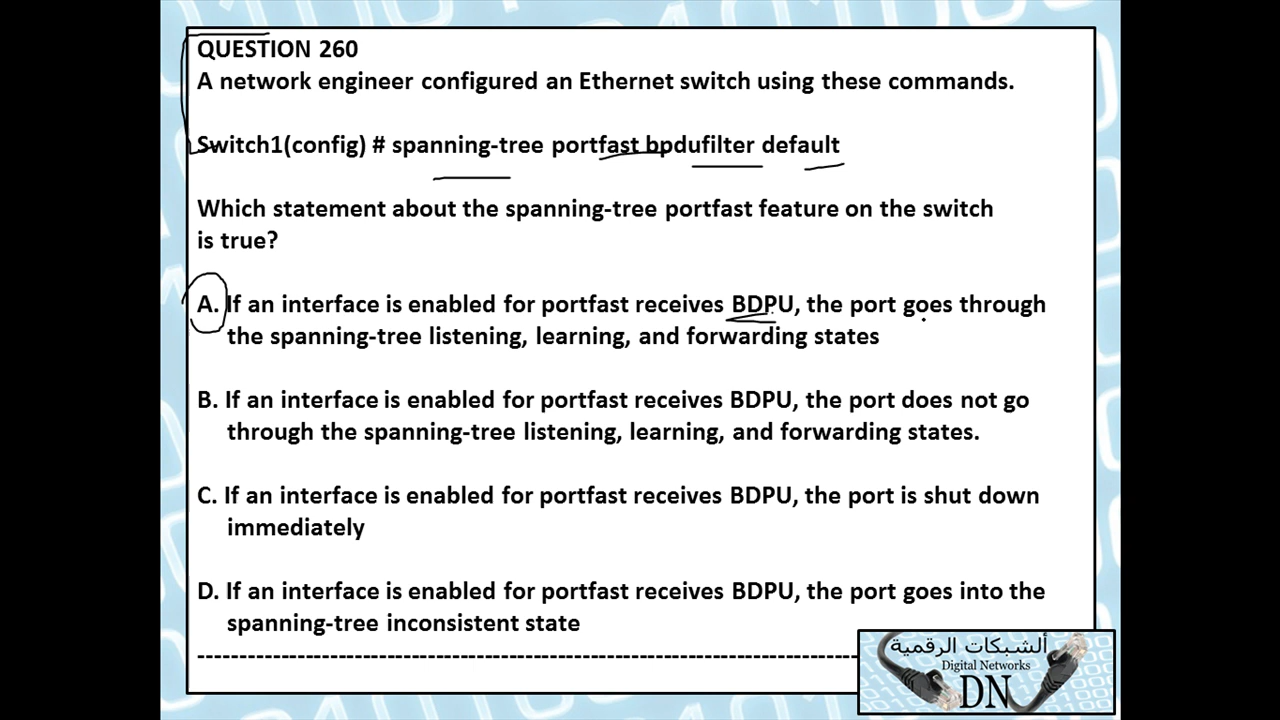 QUESTION 260
A network engineer configured an Ethernet switch using these commands.
Switch1(config) # spanning-tree portfast bpdufilter default
Which statement about the spanning-tree portfast feature on the switch
is true?
A. If an interface is enabled for portfast receives BDPU, the port goes through
the spanning-tree listening, learning, and forwarding states
B. If an interface is enabled for portfast receives BDPU, the port does not go
through the spanning-tree listening, learning, and forwarding states.
C. If an interface is enabled for portfast receives BDPU, the port is shut down
immediately
D. If an interface is enabled for portfast receives BDPU, the port goes into the
spanning-tree inconsistent state
ألشبكات الرقمية
Digital Networks
DN